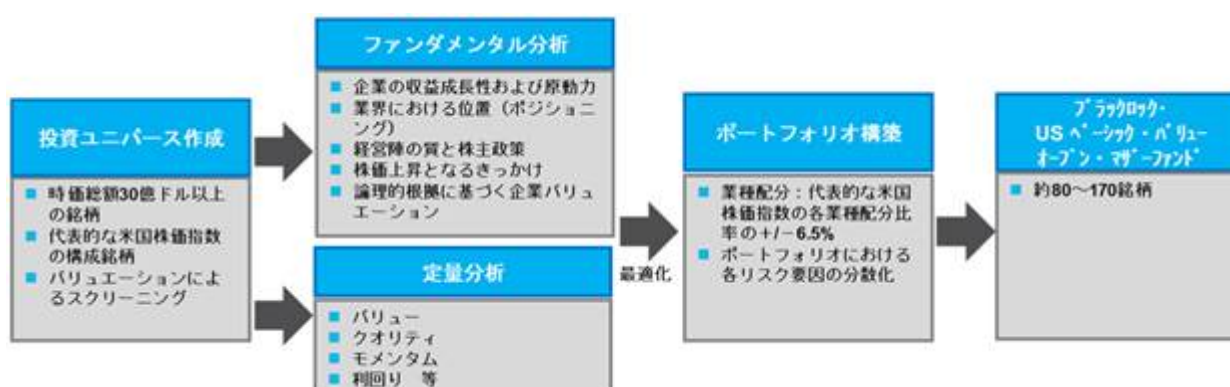 投資ユニバース作成
■ 時価総額30億ドル以上
の銘柄
■ 代表的な米国株価指数
の構成銘柄
■ バリュエーションによ
るスクリーニング
ファンダメンタル分析
■ 企業の収益成長性および原動力
■ 業界における位置（ポジショニ
ング）
■ 経営陣の質と株主政策
■ 株価上昇となるきっかけ
■ 論理的根拠に基づく企業バリュ
エーション
定量分析
■ バリュー
■ クオリティ
■ モメンタム
■ 利回り　等
最適化
ポートフォリオ構築
■ 業種配分：代表的な米国
株価指数の各業種配分比
率の+/－6.5%
■ ポートフォリオにおける
各リスク要因の分散化
ﾌﾞﾗｯｸﾛｯｸ・
US ﾍﾞｰｼｯｸ・ﾊﾞﾘｭｰ
ｵｰﾌﾟﾝ・ﾏｻﾞｰﾌｧﾝﾄﾞ
■ 約80～170銘柄